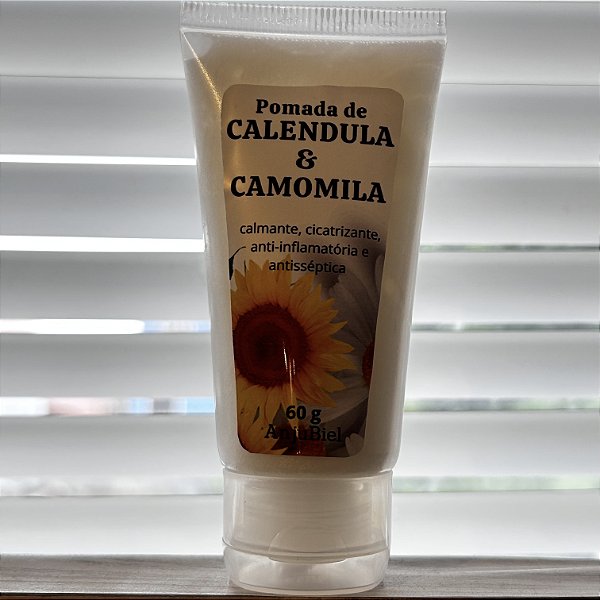 Pomada de
CALENDULA
&
CAMOMILA
calmante, cicatrizante,
anti-inflamatória e
antisséptica
60 g